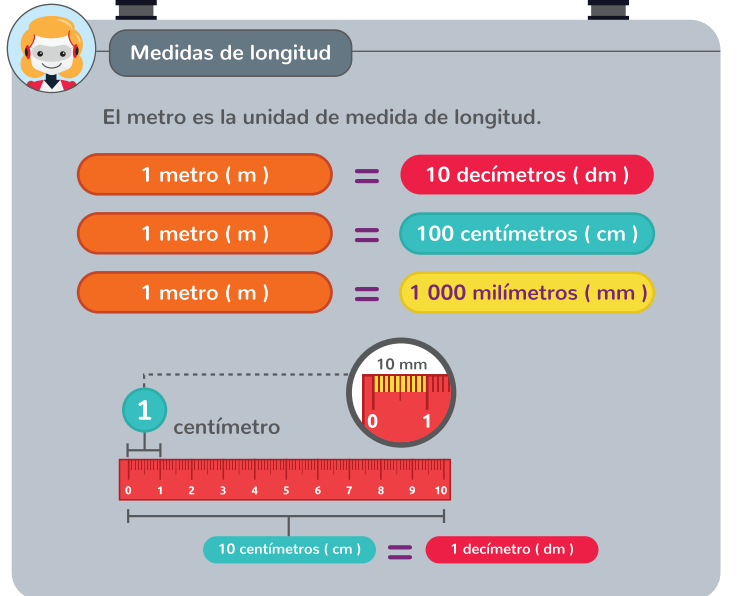 Medidas de longitud
El metro es la unidad de medida de longitud.
1 metro ( m ) = 10 decímetros ( dm )
1 metro ( m ) = 100 centímetros ( cm )
1 metro ( m ) = 1 000 milímetros ( mm )
10 mm
0 1
1 centímetro
0 1 2 3 4 5 6 7 8 9 10
10 centímetros ( cm ) = 1 decímetro ( dm )